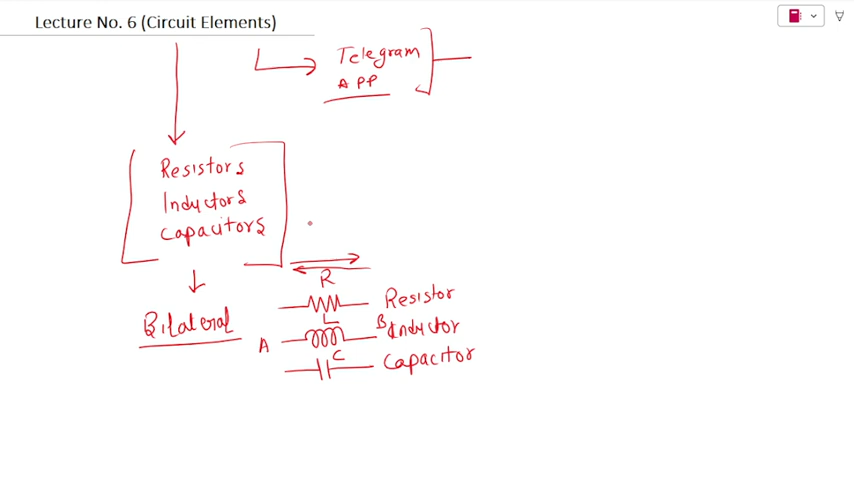 Lecture No. 6 (Circuit Elements)
Telegram
APP
Resistors
Inductors
Capacitors
Bilateral
R
Resistor
L
A
B
Inductor
C
Capacitor